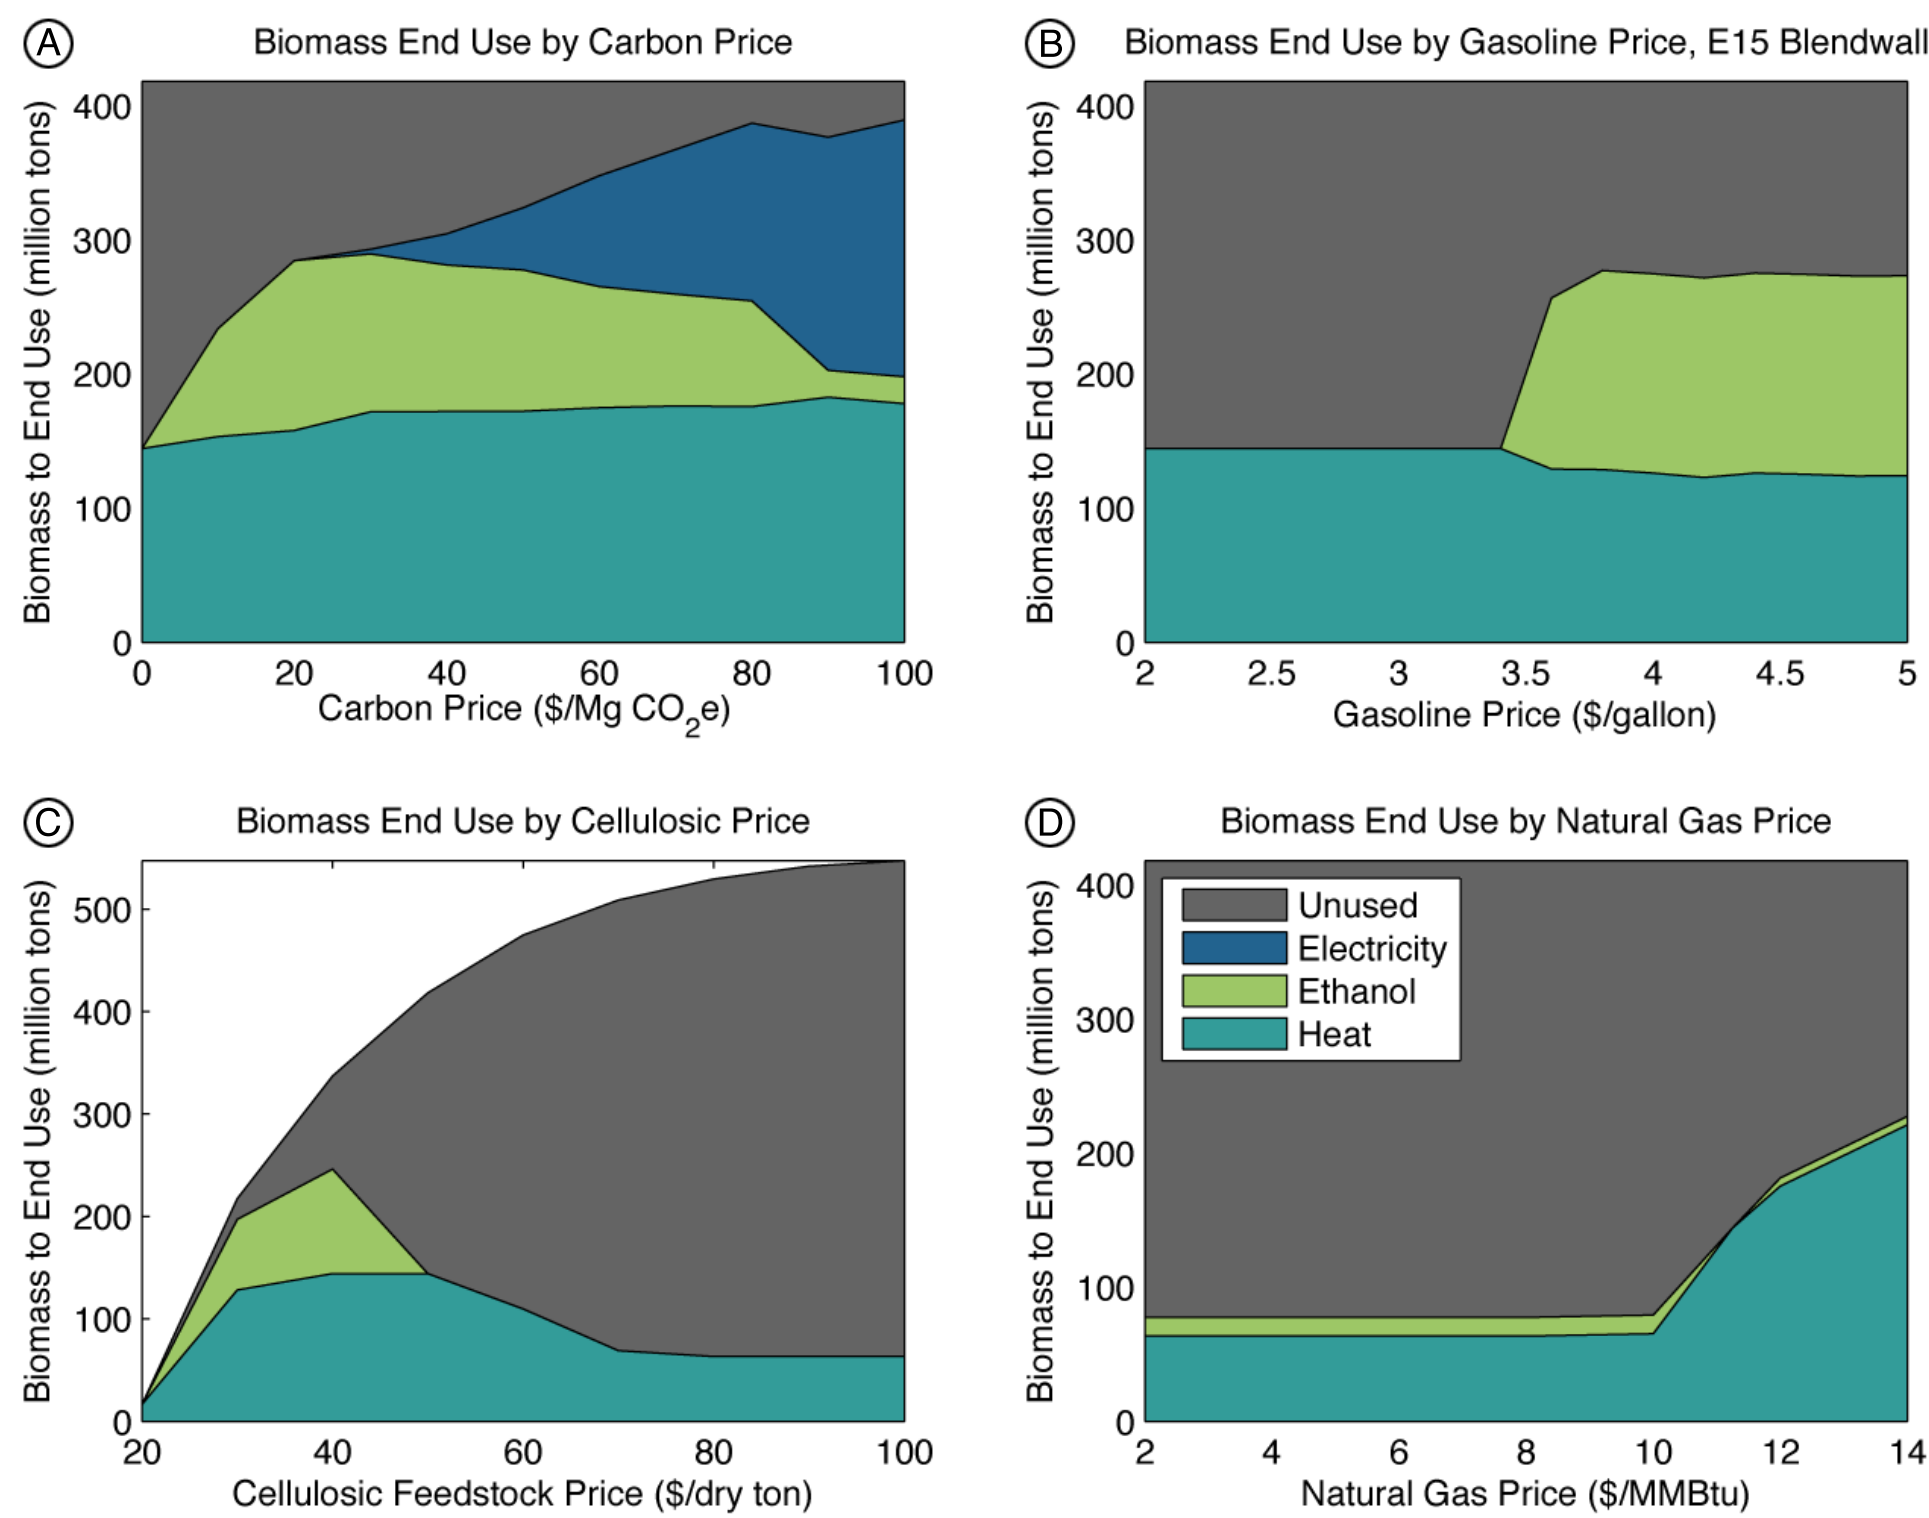 A Biomass End Use by Carbon Price
Biomass to End Use (million tons)
400
300
200
100
0
0 20 40 60 80 100
Carbon Price ($/Mg CO2e)
B Biomass End Use by Gasoline Price, E15 Blendwall
Biomass to End Use (million tons)
400
300
200
100
0
2 2.5 3 3.5 4 4.5 5
Gasoline Price ($/gallon)
C Biomass End Use by Cellulosic Price
Biomass to End Use (million tons)
500
400
300
200
100
0
20 40 60 80 100
Cellulosic Feedstock Price ($/dry ton)
D Biomass End Use by Natural Gas Price
Biomass to End Use (million tons)
400
300
200
100
0
Unused
Electricity
Ethanol
Heat
2 4 6 8 10 12 14
Natural Gas Price ($/MMBtu)